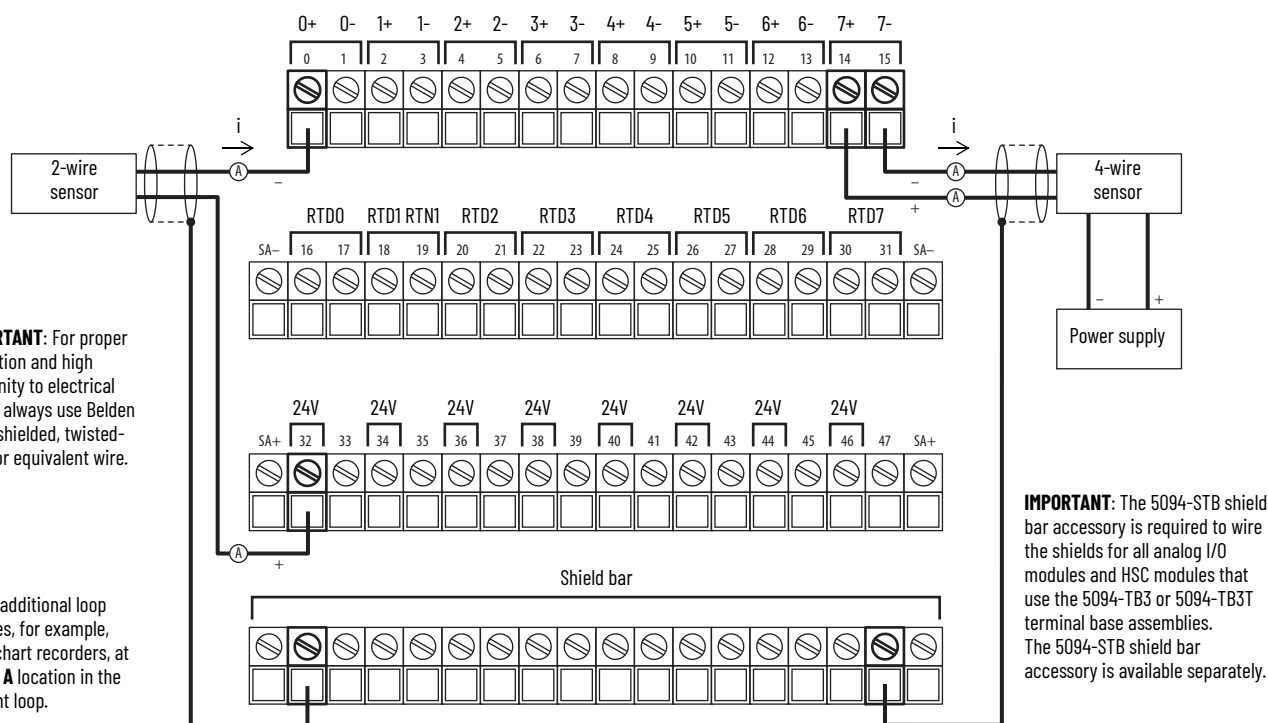 0+ 0- 1+ 1- 2+ 2- 3+ 3- 4+ 4- 5+ 5- 6+ 6- 7+ 7-
0 1 2 3 4 5 6 7 8 9 10 11 12 13 14 15
i
i
2-wire
sensor
A
–
A
–
A
+
4-wire
sensor
RTD0 RTD1 RTN1 RTD2 RTD3 RTD4 RTD5 RTD6 RTD7
SA– 16 17 18 19 20 21 22 23 24 25 26 27 28 29 30 31 SA–
– +
Power supply
RTANT: For proper
tion and high
nity to electrical
always use Belden
shielded, twisted-
or equivalent wire.
24V 24V 24V 24V 24V 24V 24V 24V
SA+ 32 33 34 35 36 37 38 39 40 41 42 43 44 45 46 47 SA+
A
+
Shield bar
additional loop
es, for example,
chart recorders, at
A location in the
nt loop.
IMPORTANT: The 5094-STB shield
bar accessory is required to wire
the shields for all analog I/O
modules and HSC modules that
use the 5094-TB3 or 5094-TB3T
terminal base assemblies.
The 5094-STB shield bar
accessory is available separately.